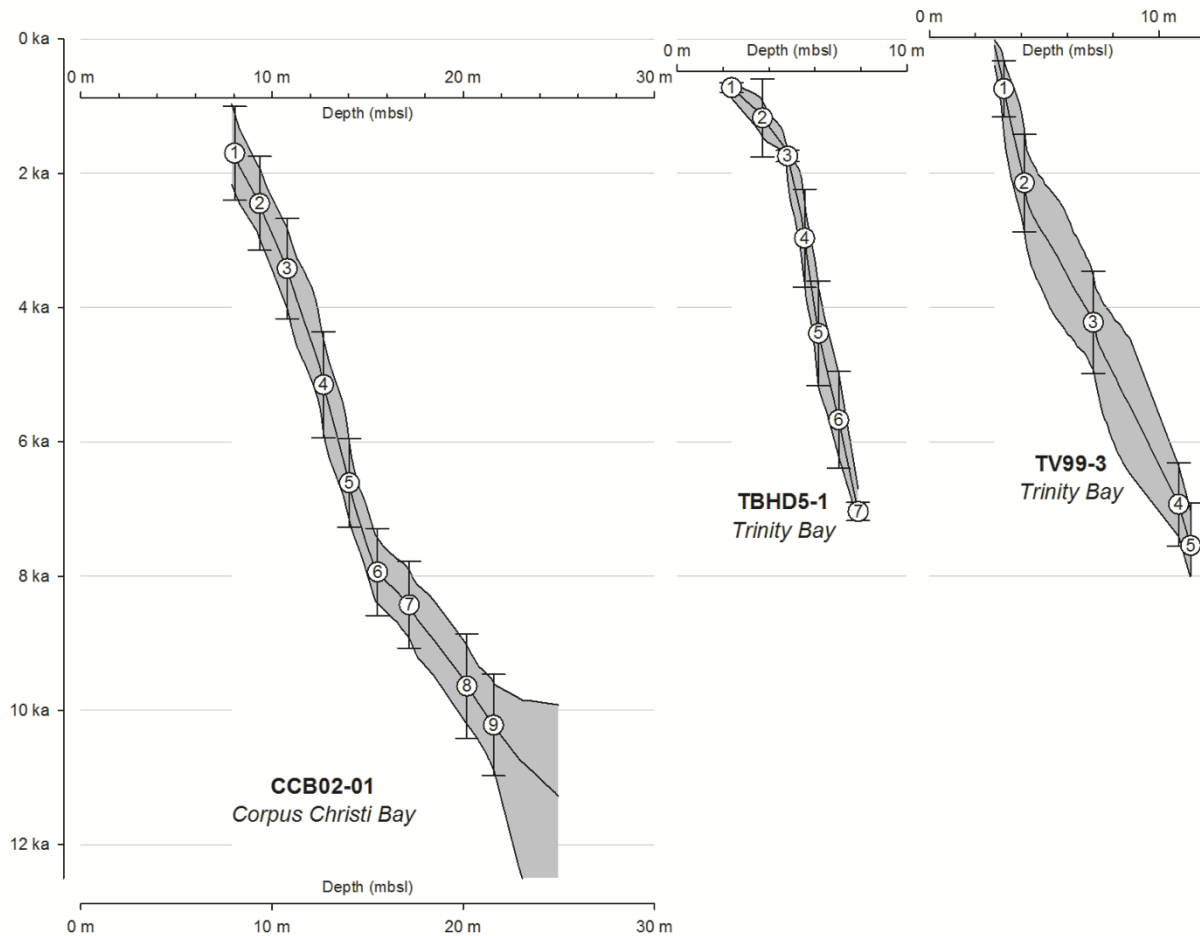 0 m 10 m
0 ka
0 m 10 m
Depth (mbsl)
Depth (mbsl)
0 m 10 m 20 m 30 m
Depth (mbsl)
1
1
2
3
1
2
2 ka
2
3
4
4 ka
3
5
4
6
6 ka
5
TBHD5-1
Trinity Bay
7
TV99-3
Trinity Bay
4
5
8 ka
6
7
8
9
10 ka
CCB02-01
Corpus Christi Bay
12 ka
Depth (mbsl)
0 m 10 m 20 m 30 m